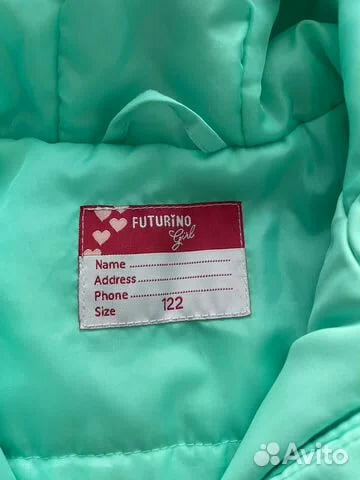 FUTURINO
Girl
Name
Address
Phone
Size 122
Avito